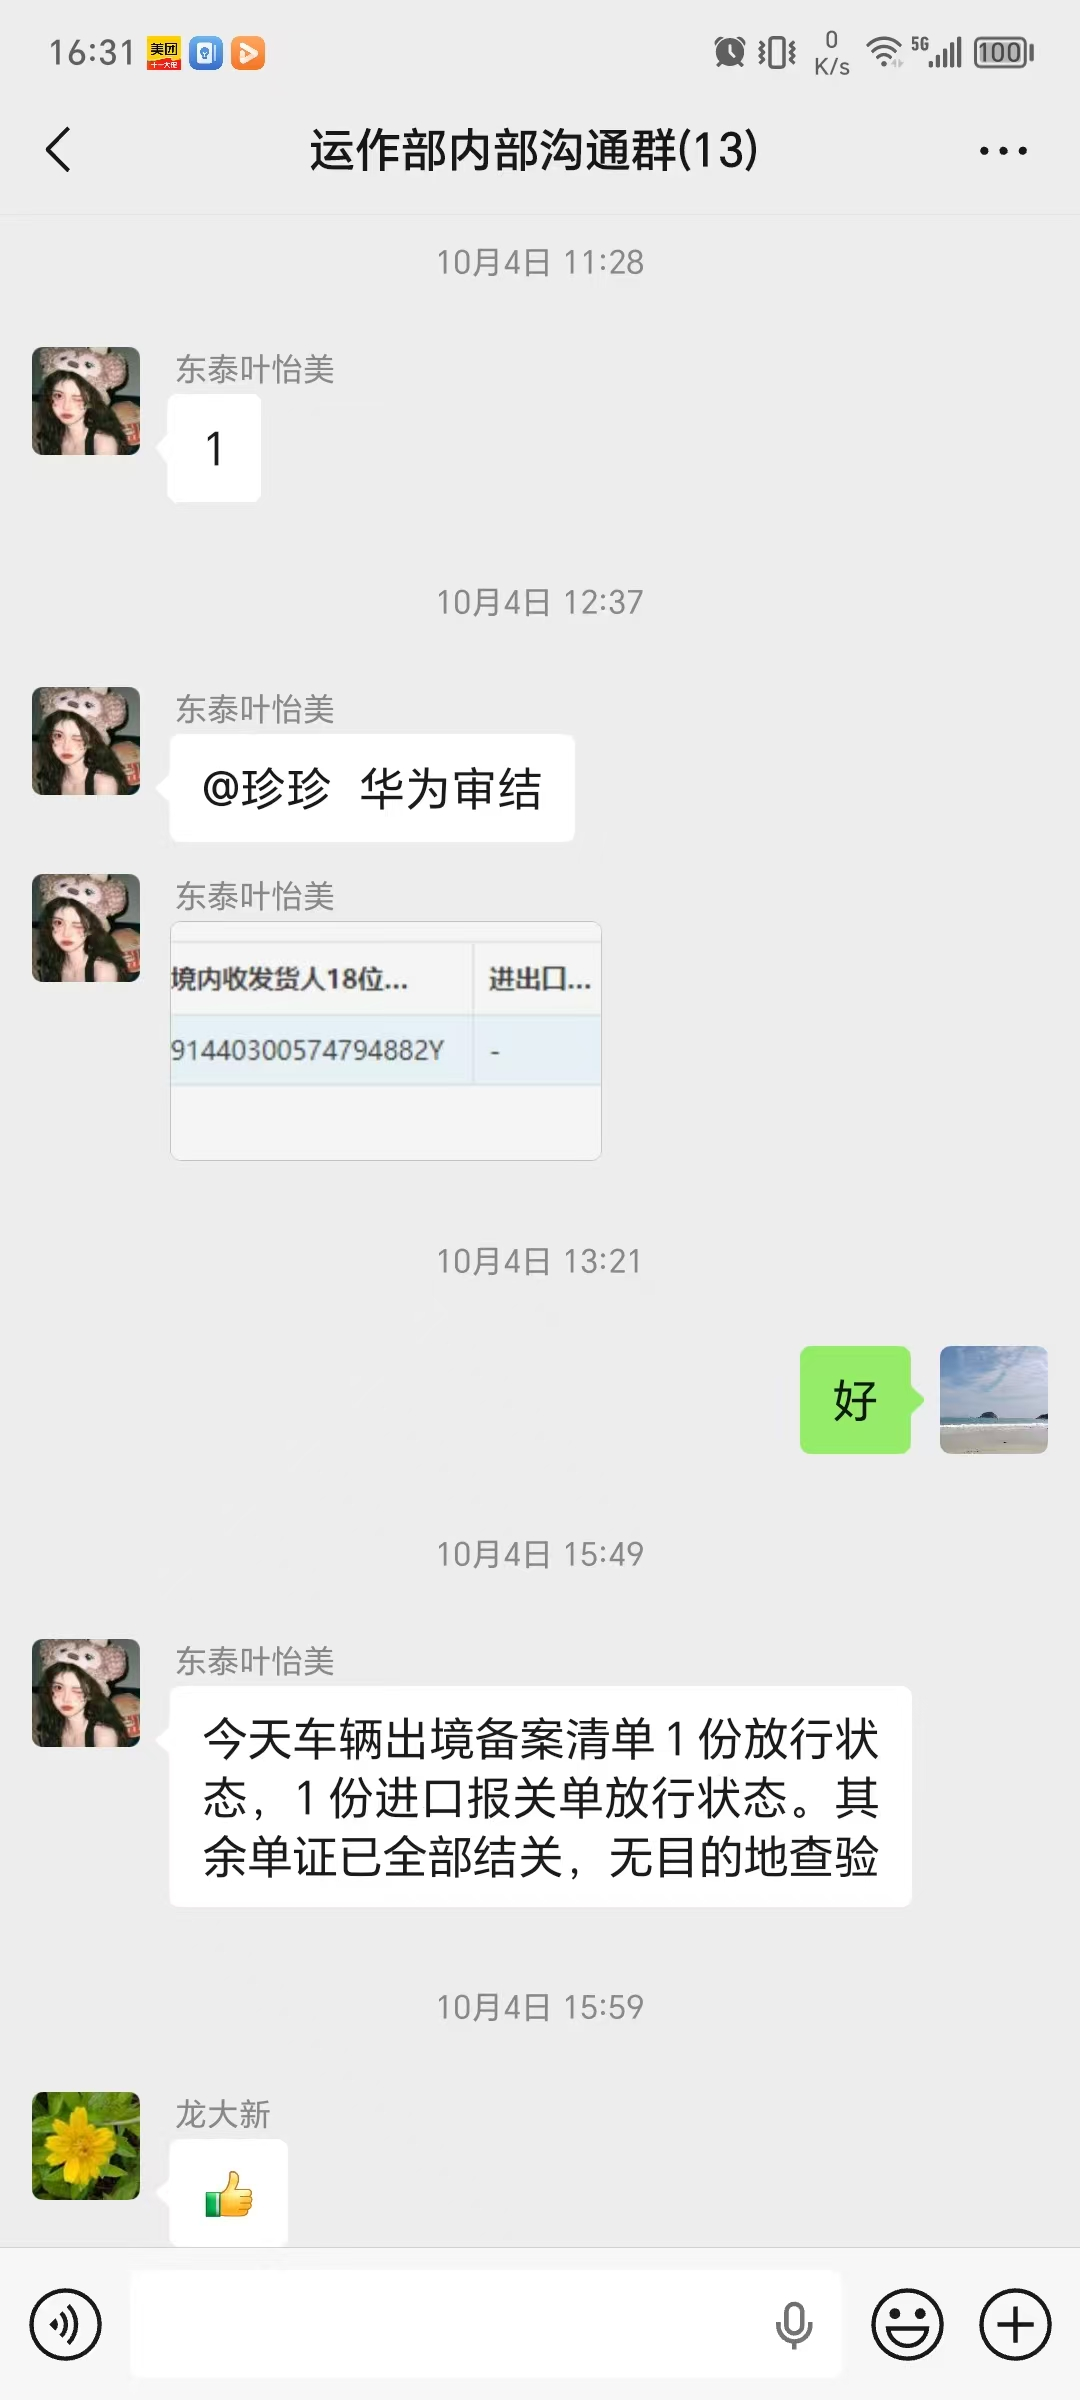 16:31
美团
0
K/s
5G
100
运作部内部沟通群(13)
10月4日 11:28
东泰叶怡美
1
10月4日 12:37
东泰叶怡美
@珍珍 华为审结
东泰叶怡美
境内收发货人18位... 进出口...
91440300574794882Y -
10月4日 13:21
好
10月4日 15:49
东泰叶怡美
今天车辆出境备案清单1份放行状
态，1份进口报关单放行状态。其
余单证已全部结关，无目的地查验
10月4日 15:59
龙大新